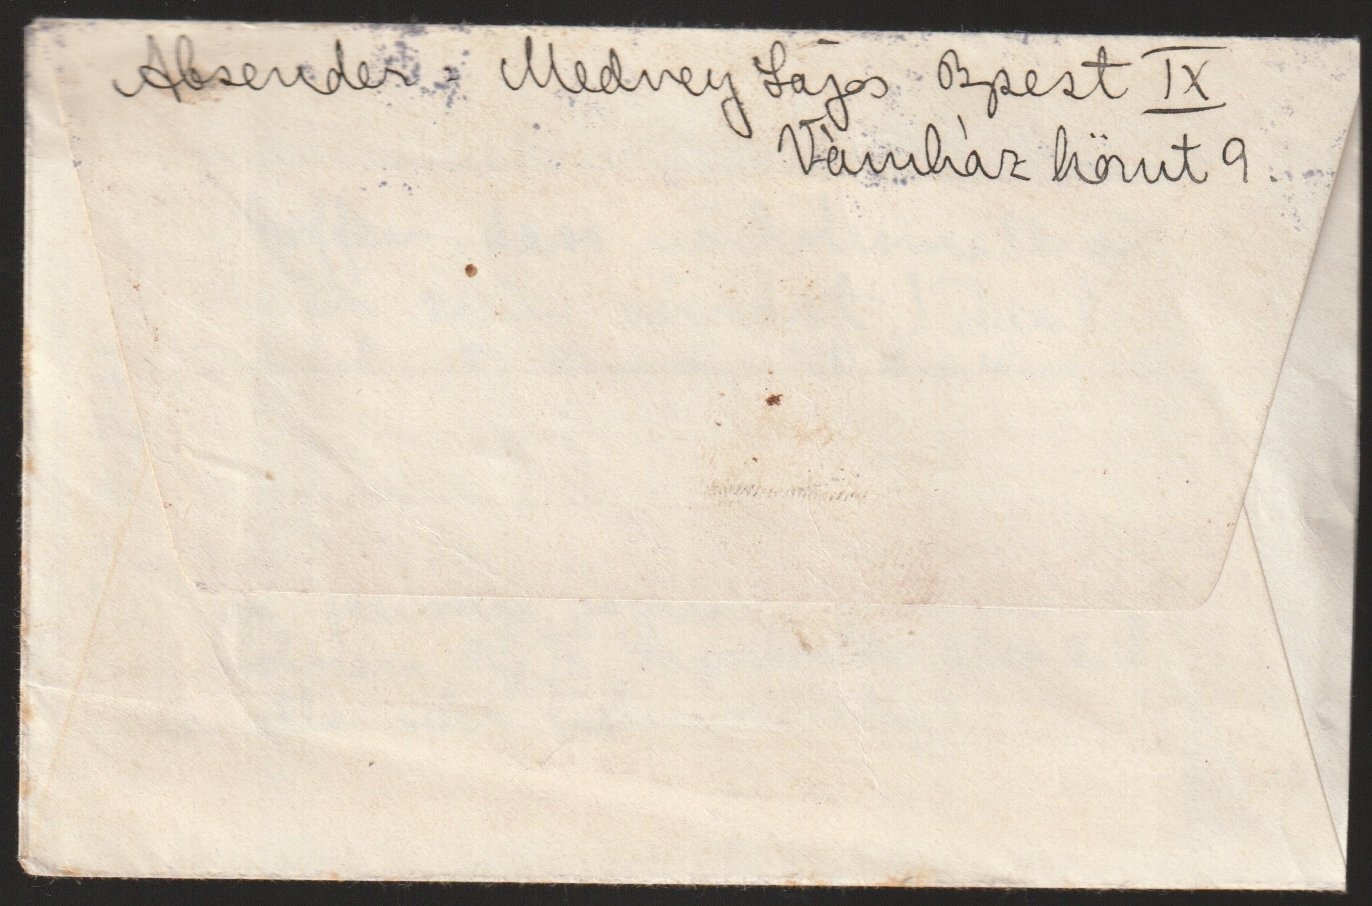 Absender: Medvey Lajos Bpest IX
Vámház körut 9.